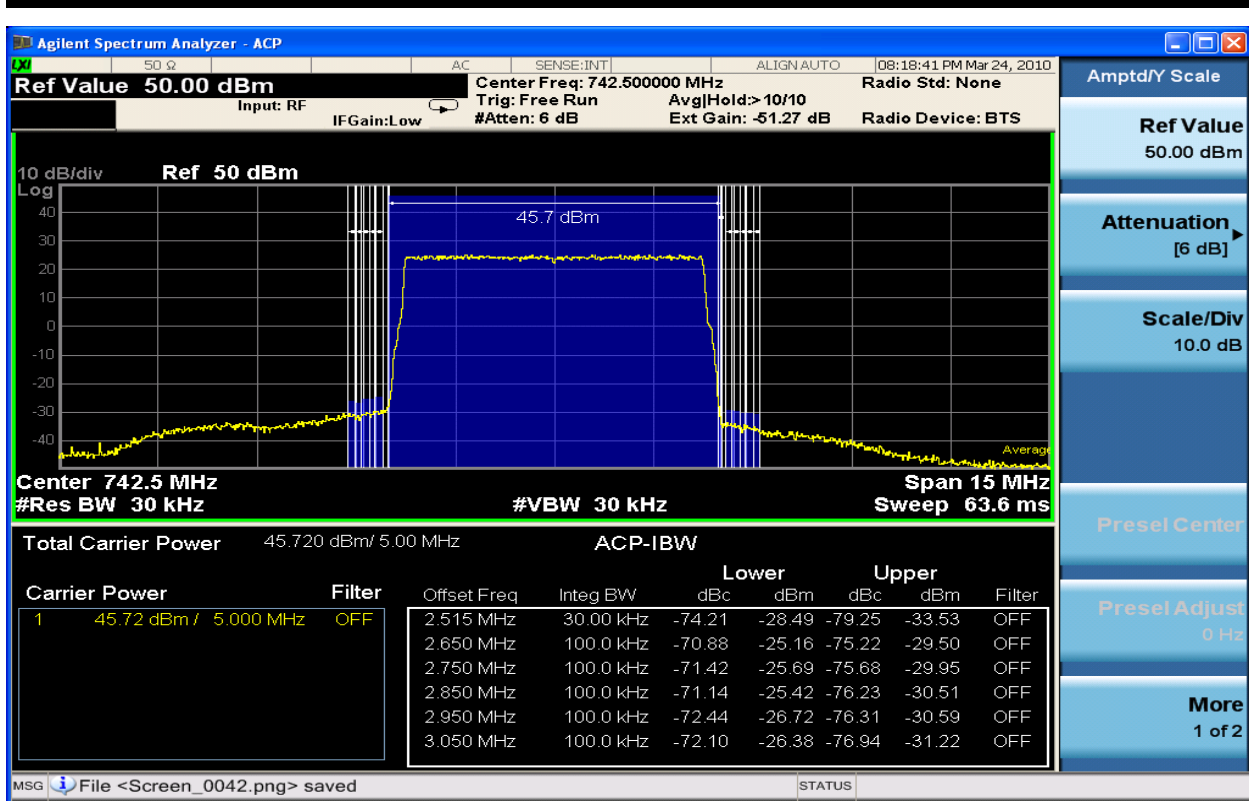 Agilent Spectrum Analyzer - ACP
LXI 50 Ω AC SENSE:INT ALIGN AUTO 08:18:41 PM Mar 24, 2010
Ref Value 50.00 dBm
Center Freq: 742.500000 MHz
Radio Std: None
Input: RF
Trig: Free Run
Avg|Hold:> 10/10
IFGain:Low
#Atten: 6 dB
Ext Gain: -51.27 dB
Radio Device: BTS
10 dB/div Ref 50 dBm
Log
40
30
20
10
0
-10
-20
-30
-40
45.7 dBm
Average
Center 742.5 MHz
Span 15 MHz
#Res BW 30 kHz
#VBW 30 kHz
Sweep 63.6 ms
Total Carrier Power 45.720 dBm/ 5.00 MHz
ACP-IBW
Lower Upper
Carrier Power Filter
1 45.72 dBm / 5.000 MHz OFF
Offset Freq Integ BW dBc dBm dBc dBm Filter
2.515 MHz 30.00 kHz -74.21 -28.49 -79.25 -33.53 OFF
2.650 MHz 100.0 kHz -70.88 -25.16 -75.22 -29.50 OFF
2.750 MHz 100.0 kHz -71.42 -25.69 -75.68 -29.95 OFF
2.850 MHz 100.0 kHz -71.14 -25.42 -76.23 -30.51 OFF
2.950 MHz 100.0 kHz -72.44 -26.72 -76.31 -30.59 OFF
3.050 MHz 100.0 kHz -72.10 -26.38 -76.94 -31.22 OFF
MSG File <Screen_0042.png> saved
STATUS
Amptd/Y Scale
Ref Value
50.00 dBm
Attenuation
[6 dB]
Scale/Div
10.0 dB
Presel Center
Presel Adjust
0 Hz
More
1 of 2